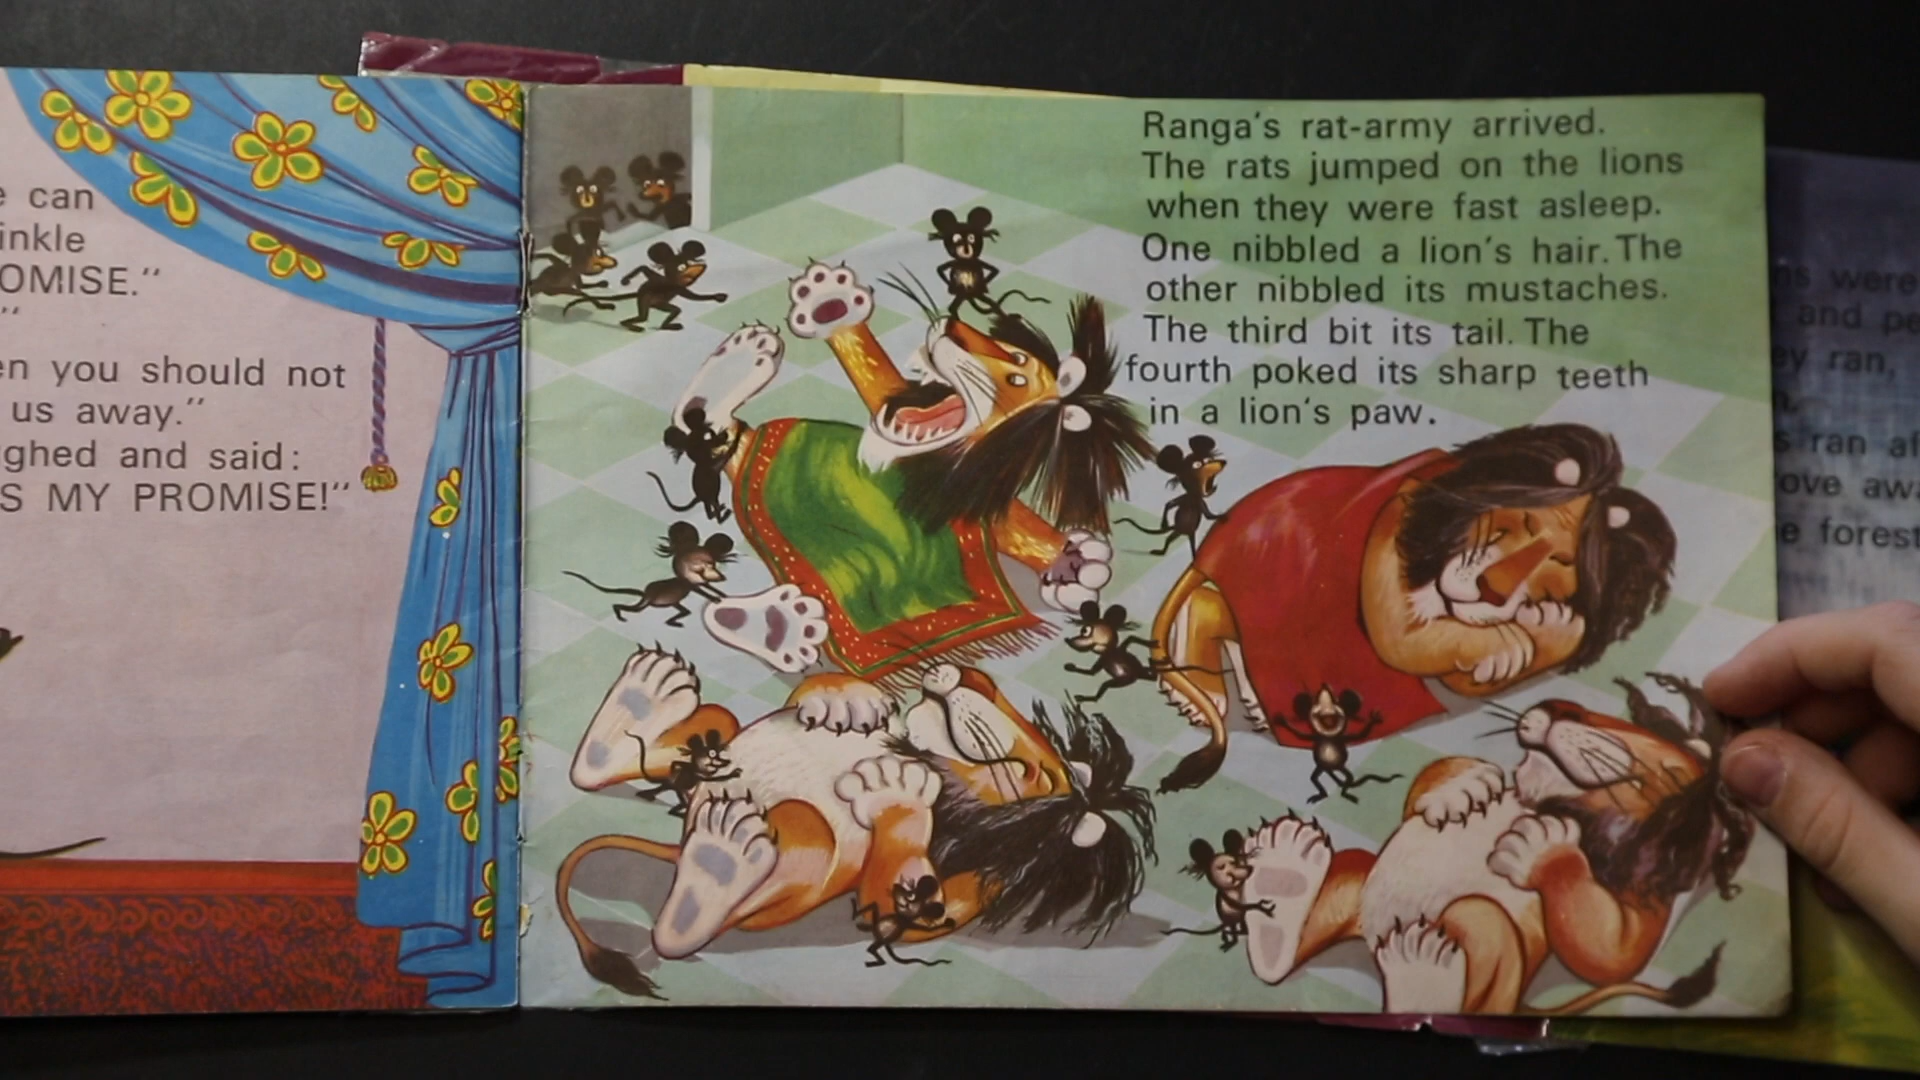 can
OMISE."
en you should not
us away."
ghed and said:
S MY PROMISE!"
Ranga's rat-army arrived.
The rats jumped on the lions
when they were fast asleep.
One nibbled a lion's hair. The
other nibbled its mustaches.
The third bit its tail. The
fourth poked its sharp teeth
in a lion's paw.
were
and pe
ran,
ran af
ove awa
forest